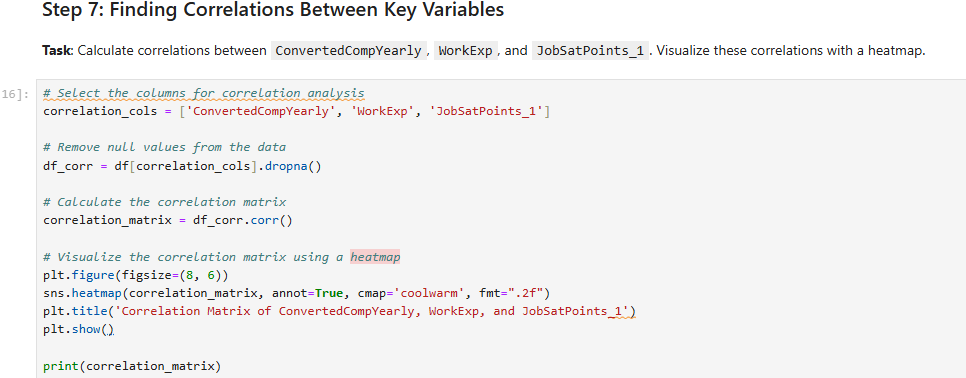 Step 7: Finding Correlations Between Key Variables
Task: Calculate correlations between ConvertedCompYearly, WorkExp, and JobSatPoints_1. Visualize these correlations with a heatmap.
16]:
# Select the columns for correlation analysis
correlation_cols = ['ConvertedCompYearly', 'WorkExp', 'JobSatPoints_1']
# Remove null values from the data
df_corr = df[correlation_cols].dropna()
# Calculate the correlation matrix
correlation_matrix = df_corr.corr()
# Visualize the correlation matrix using a heatmap
plt.figure(figsize=(8, 6))
sns.heatmap(correlation_matrix, annot=True, cmap='coolwarm', fmt=".2f")
plt.title('Correlation Matrix of ConvertedCompYearly, WorkExp, and JobSatPoints_1')
plt.show()
print(correlation_matrix)